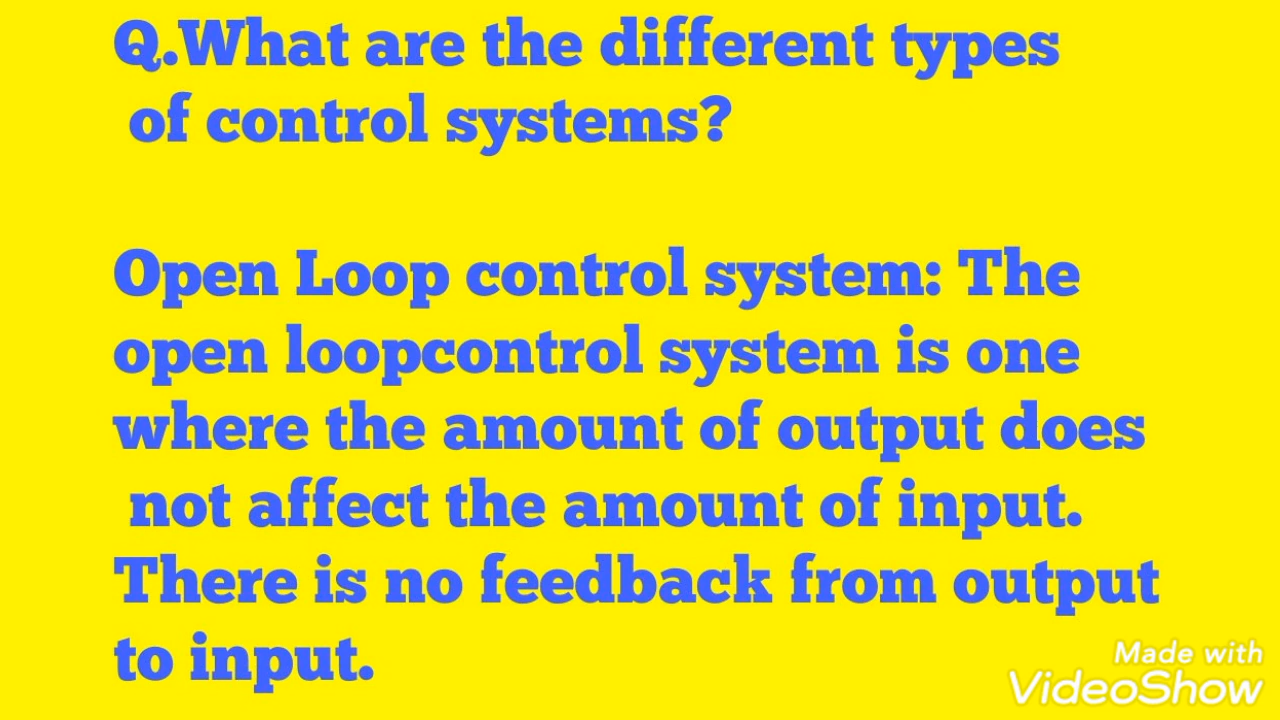 Q.What are the different types
of control systems?
Open Loop control system: The
open loopcontrol system is one
where the amount of output does
not affect the amount of input.
There is no feedback from output
to input.
Made with
VideoShow